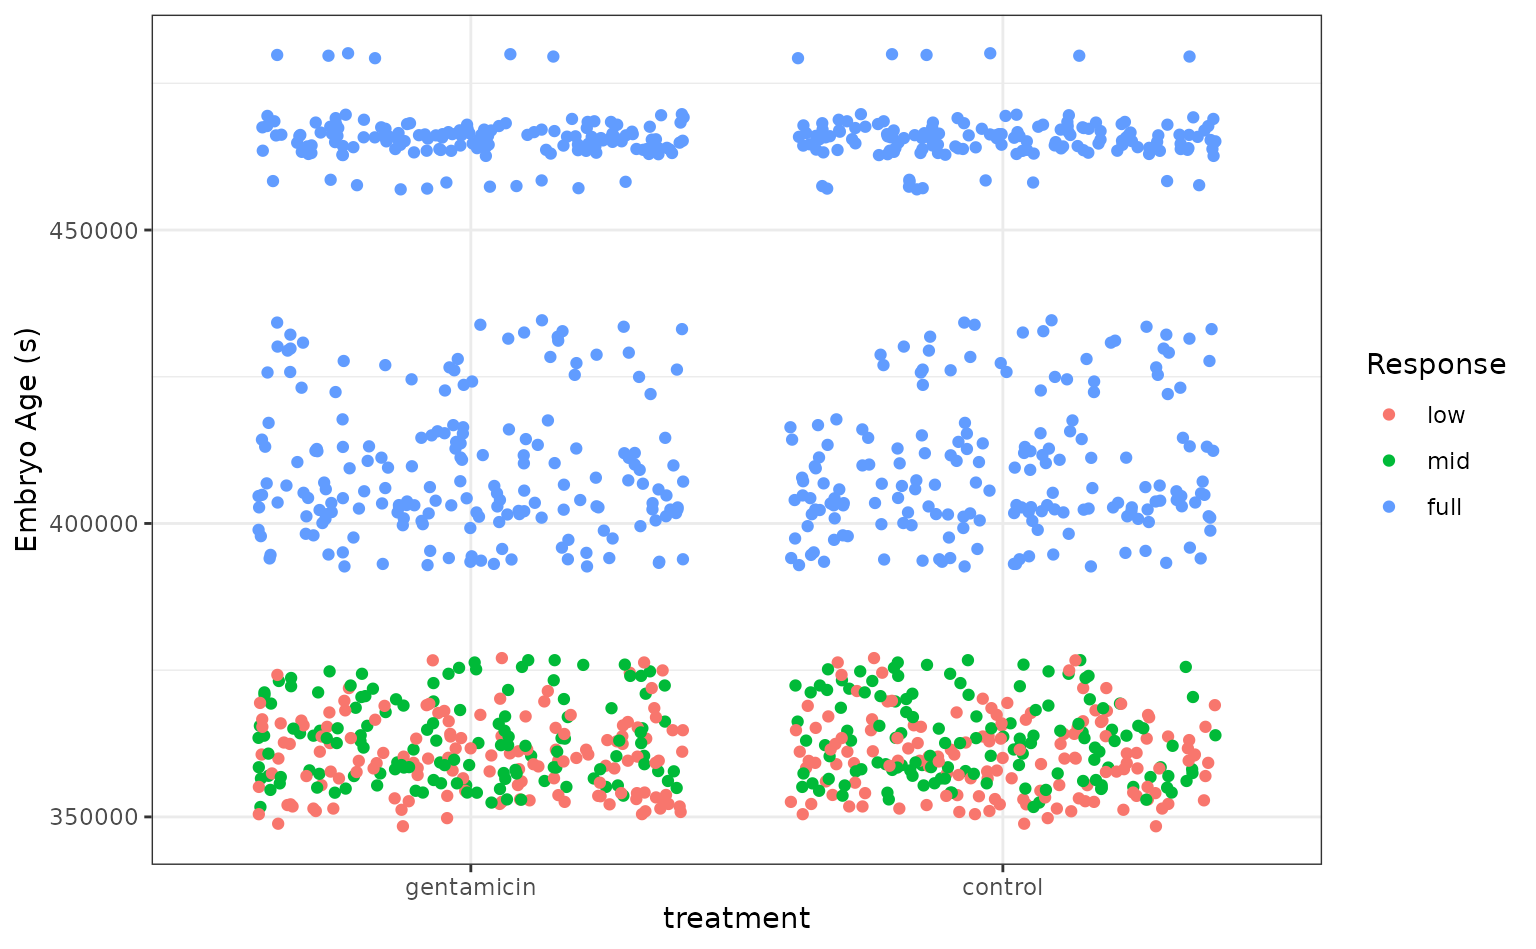 Embryo Age (s)
450000
400000
350000
gentamicin
control
treatment
Response
low
mid
full